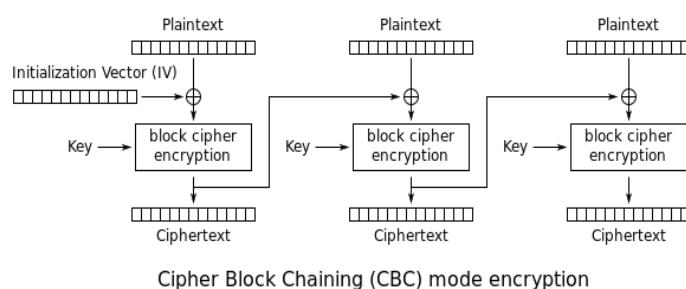 Plaintext
Plaintext
Plaintext
Initialization Vector (IV)
Key
block cipher
encryption
Key
block cipher
encryption
Key
block cipher
encryption
Ciphertext
Ciphertext
Ciphertext
Cipher Block Chaining (CBC) mode encryption